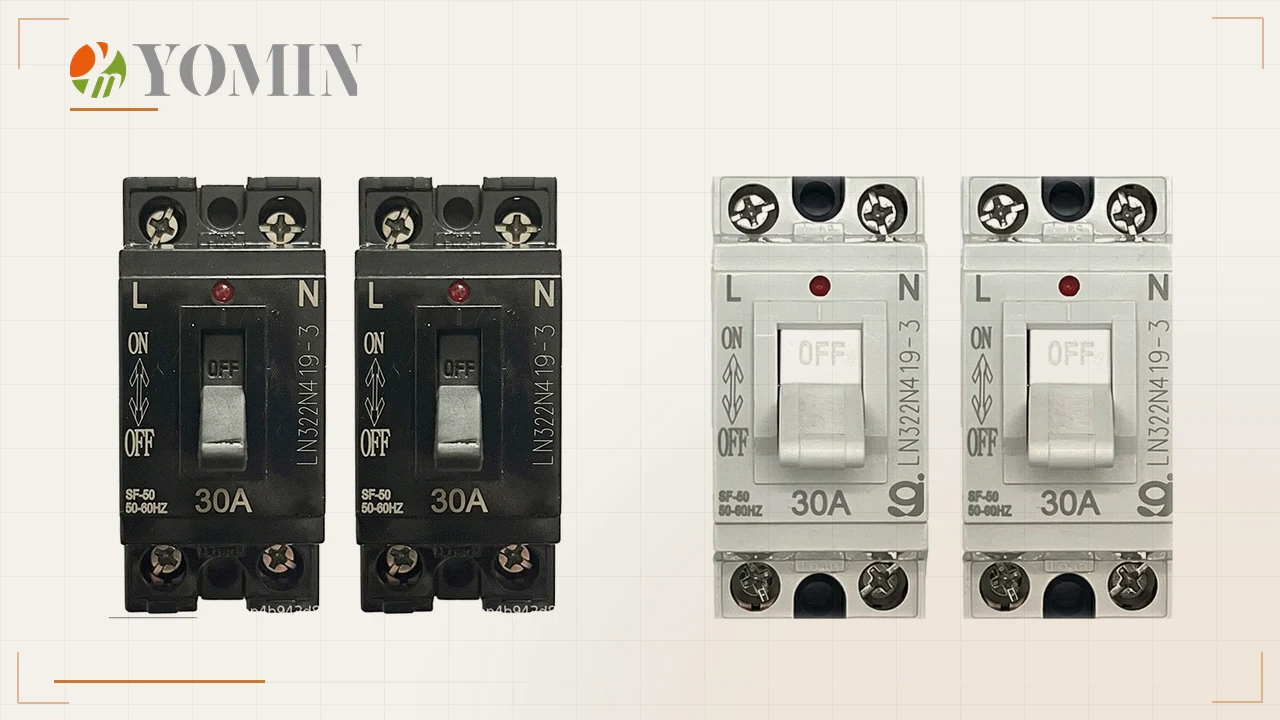 YOMIN
L N
ON
OFF
OFF
LN322N419-3
SF-50
50-60HZ
30A
L N
ON
OFF
OFF
LN322N419-3
SF-50
50-60HZ
30A
L N
ON
OFF
OFF
LN322N419-3
SF-50
50-60HZ
30A
g
L N
ON
OFF
OFF
LN322N419-3
SF-50
50-60HZ
30A
g